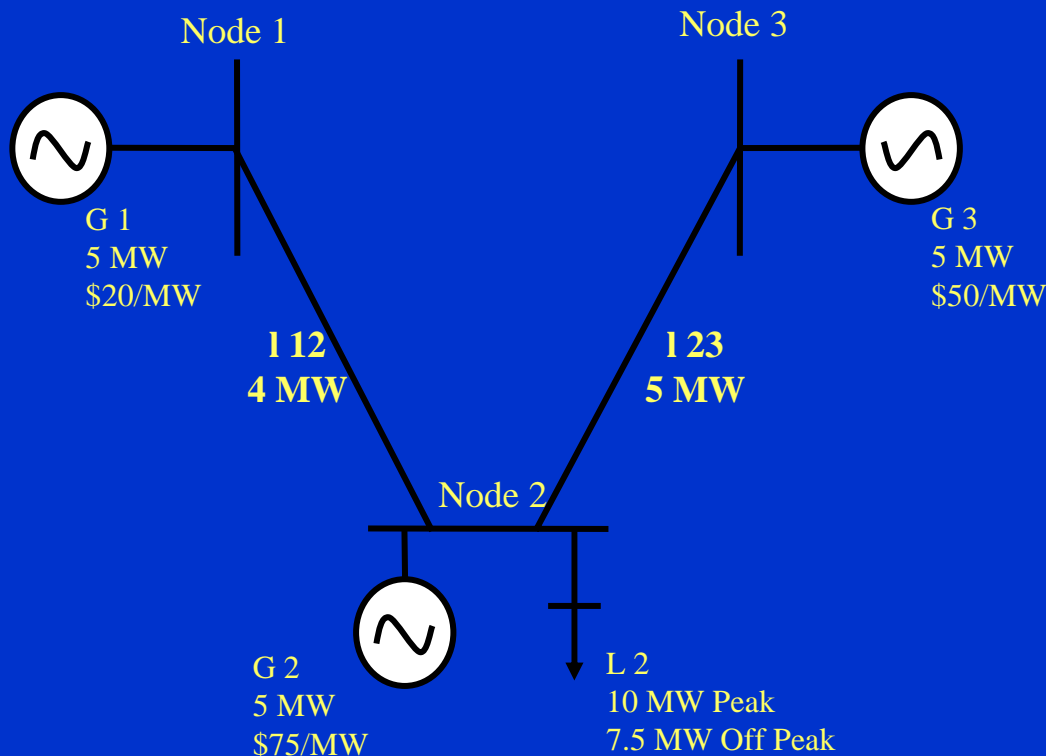 Node 1
Node 3
G 1
5 MW
$20/MW
G 3
5 MW
$50/MW
l 12
4 MW
l 23
5 MW
Node 2
G 2
5 MW
$75/MW
L 2
10 MW Peak
7.5 MW Off Peak